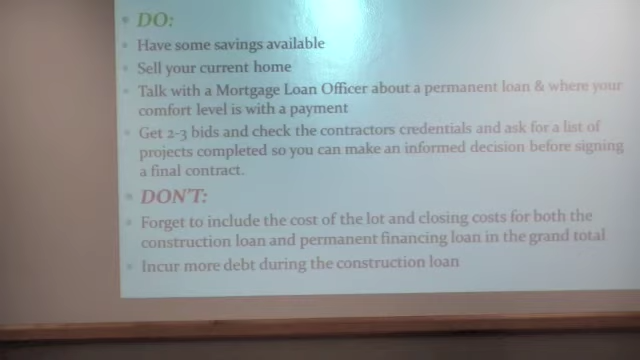 DO:
Have some savings available
Sell your current home
Talk with a Mortgage Loan Officer about a permanent loan & where your
comfort level is with a payment
Get 2-3 bids and check the contractors credentials and ask for a list of
projects completed so you can make an informed decision before signing
a final contract.
DON'T:
Forget to include the cost of the lot and closing costs for both the
construction loan and permanent financing loan in the grand total
Incur more debt during the construction loan